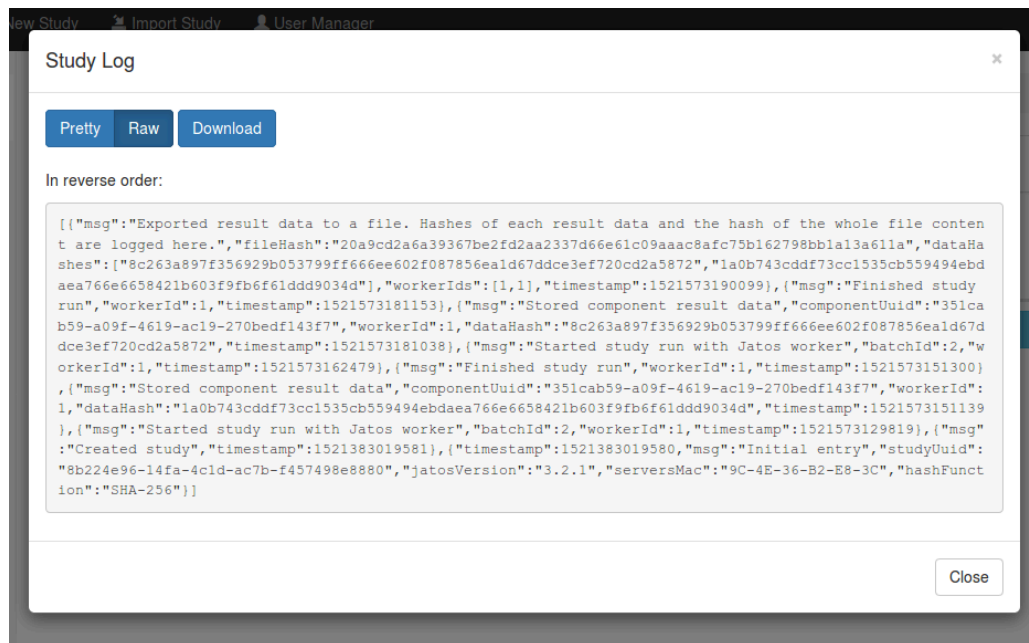 New Study Import Study User Manager
Study Log ×
Pretty Raw Download
In reverse order:
[{"msg":"Exported result data to a file. Hashes of each result data and the hash of the whole file conten
t are logged here.","fileHash":"20a9cd2a6a39367be2fd2aa2337d66e61c09aaac8afc75b162798bb1a13a611a","dataHa
shes":["8c263a897f356929b053799ff666ee602f087856ea1d67ddce3ef720cd2a5872","1a0b743cddf73cc1535cb559494ebd
aea766e6658421b603f9fb6f61ddd9034d"],"workerIds":[1,1],"timestamp":1521573190099},{"msg":"Finished study 
run","workerId":1,"timestamp":1521573181153},{"msg":"Stored component result data","componentUuid":"351ca
b59-a09f-4619-ac19-270bedf143f7","workerId":1,"dataHash":"8c263a897f356929b053799ff666ee602f087856ea1d67d
dce3ef720cd2a5872","timestamp":1521573181038},{"msg":"Started study run with Jatos worker","batchId":2,"w
orkerId":1,"timestamp":1521573162479},{"msg":"Finished study run","workerId":1,"timestamp":1521573151300}
,{"msg":"Stored component result data","componentUuid":"351cab59-a09f-4619-ac19-270bedf143f7","workerId":
1,"dataHash":"1a0b743cddf73cc1535cb559494ebdaea766e6658421b603f9fb6f61ddd9034d","timestamp":1521573151139
},{"msg":"Started study run with Jatos worker","batchId":2,"workerId":1,"timestamp":1521573129819},{"msg"
:"Created study","timestamp":1521383019581},{"timestamp":1521383019580,"msg":"Initial entry","studyUuid":
"8b224e96-14fa-4c1d-ac7b-f457498e8880","jatosVersion":"3.2.1","serversMac":"9C-4E-36-B2-E8-3C","hashFunct
ion":"SHA-256"}]
Close